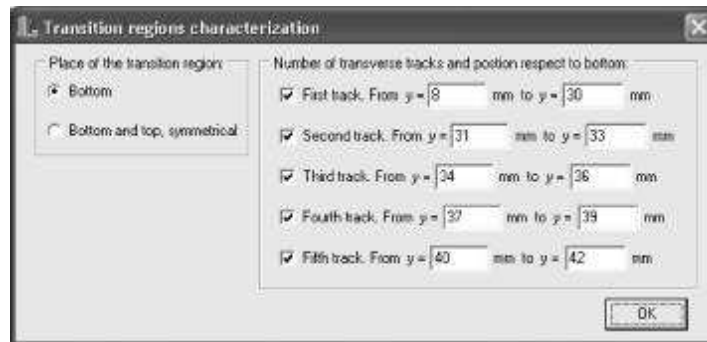 Transition regions characterization
Place of the transition region:
Bottom
Bottom and top, symmetrical
Number of transverse tracks and postion respect to bottom:
First track. From y = 8 mm to y = 30 mm
Second track. From y = 31 mm to y = 33 mm
Third track. From y = 34 mm to y = 36 mm
Fourth track. From y = 37 mm to y = 39 mm
Fifth track. From y = 40 mm to y = 42 mm
OK